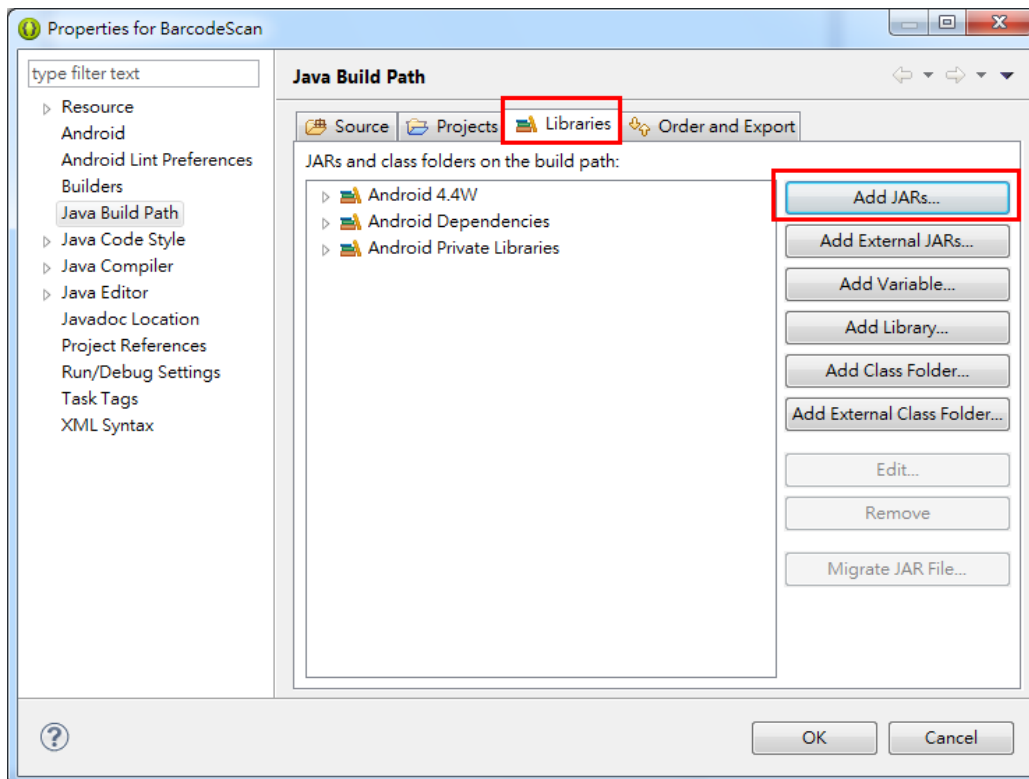 Properties for BarcodeScan
type filter text
Resource
Android
Android Lint Preferences
Builders
Java Build Path
Java Code Style
Java Compiler
Java Editor
Javadoc Location
Project References
Run/Debug Settings
Task Tags
XML Syntax
Java Build Path
Source Projects Libraries Order and Export
JARs and class folders on the build path:
Android 4.4W
Android Dependencies
Android Private Libraries
Add JARs...
Add External JARs...
Add Variable...
Add Library...
Add Class Folder...
Add External Class Folder...
Edit...
Remove
Migrate JAR File...
OK Cancel